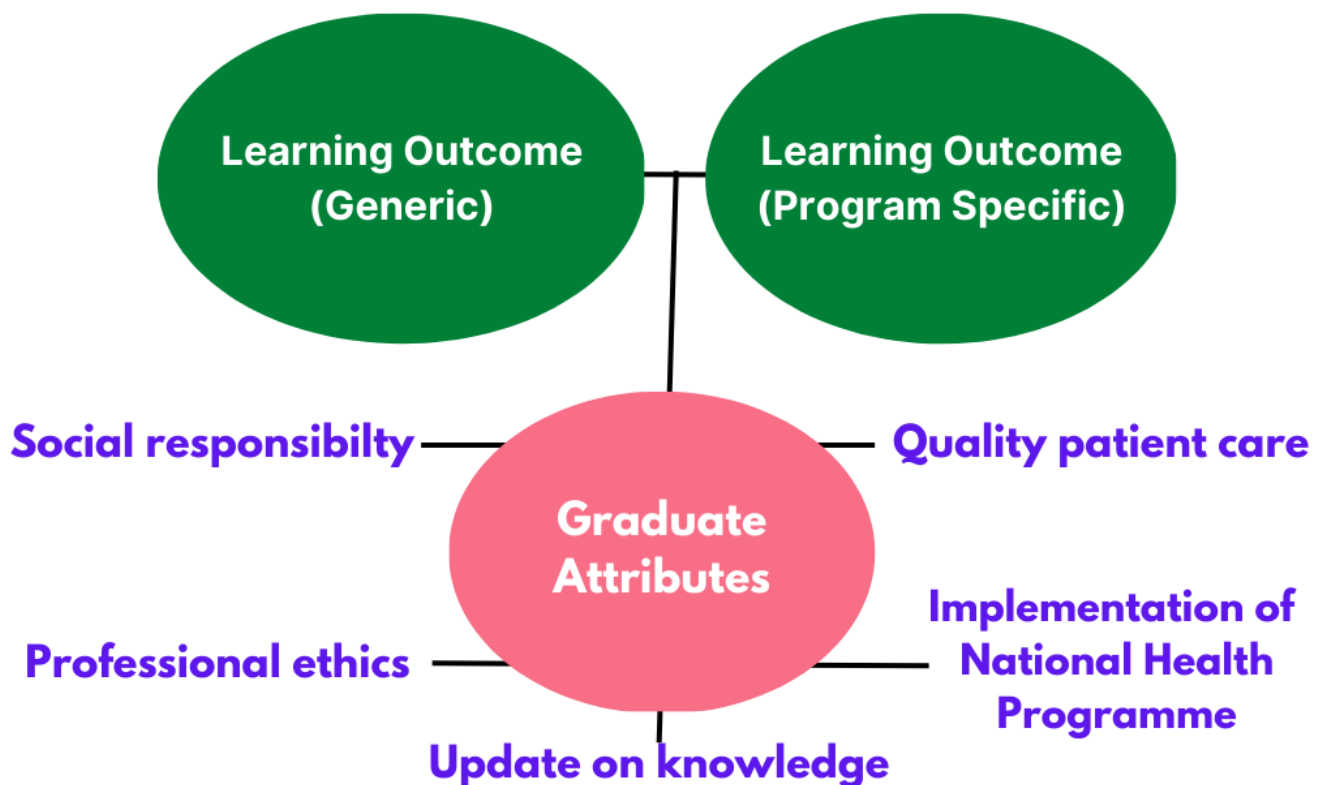 Learning Outcome
(Generic)
Learning Outcome
(Program Specific)
Social responsibilty
Quality patient care
Graduate
Attributes
Professional ethics
Implementation of
National Health
Programme
Update on knowledge